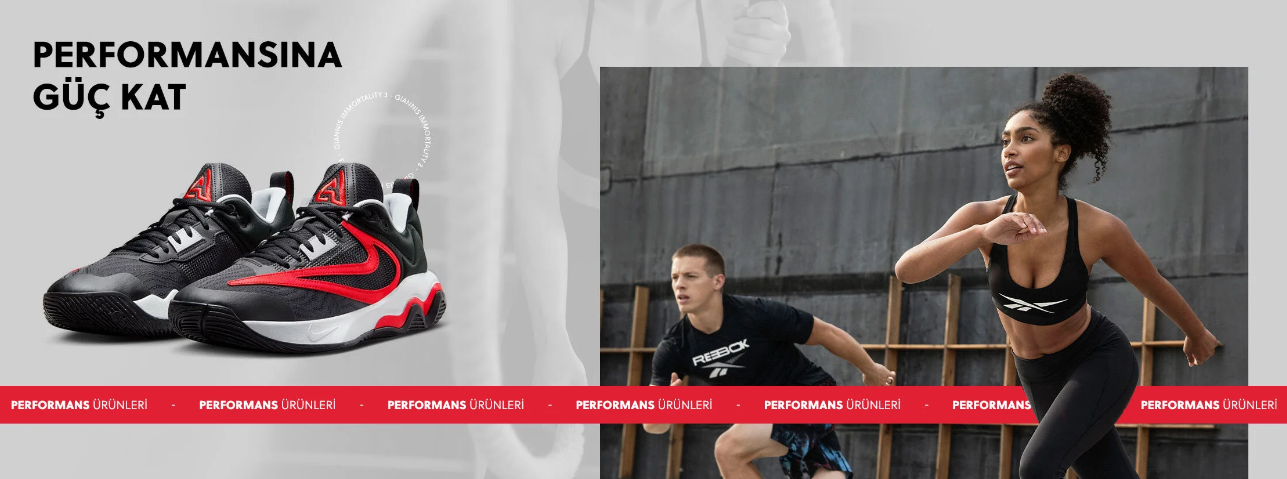 PERFORMANSINA
GÜÇ KAT
GIANNIS IMMORTALITY 3 - GIANNIS IMMORTALITY 3 -
REEBOK
PERFORMANS ÜRÜNLERİ - PERFORMANS ÜRÜNLERİ - PERFORMANS ÜRÜNLERİ - PERFORMANS ÜRÜNLERİ - PERFORMANS ÜRÜNLERİ - PERFORMANS PERFORMANS ÜRÜNLERİ